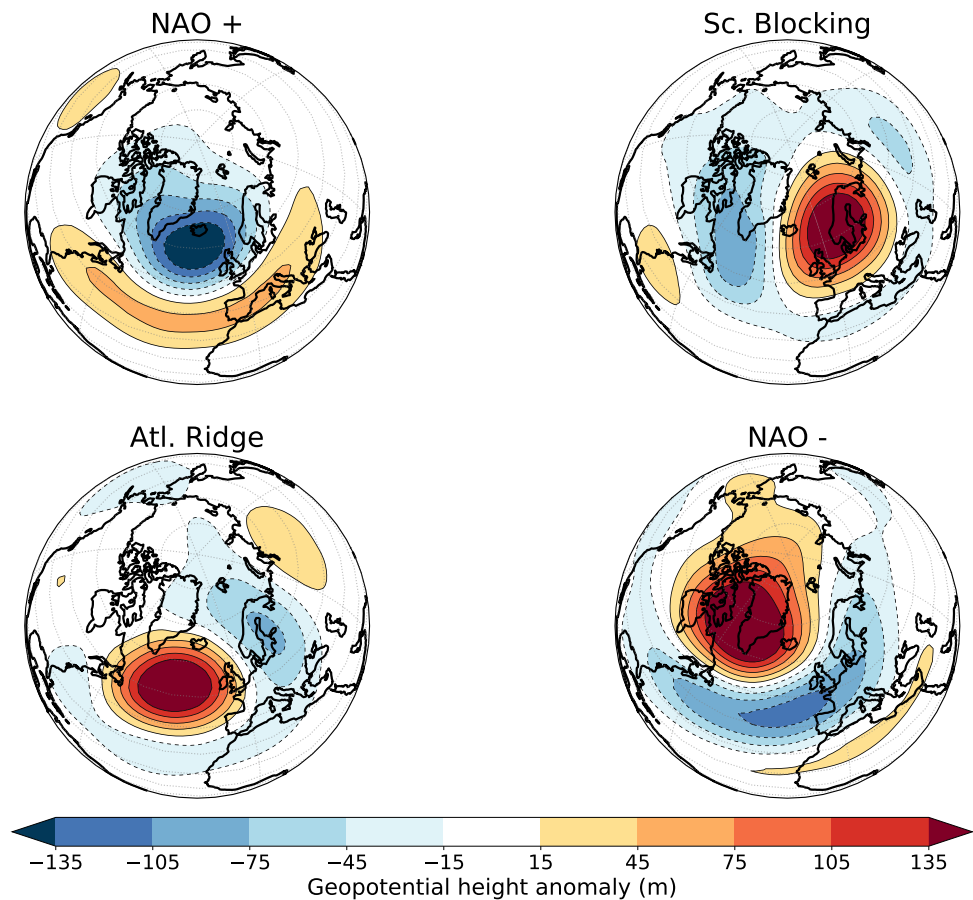 NAO +
Sc. Blocking
Atl. Ridge
NAO -
−135 −105 −75 −45 −15 15 45 75 105 135
Geopotential height anomaly (m)